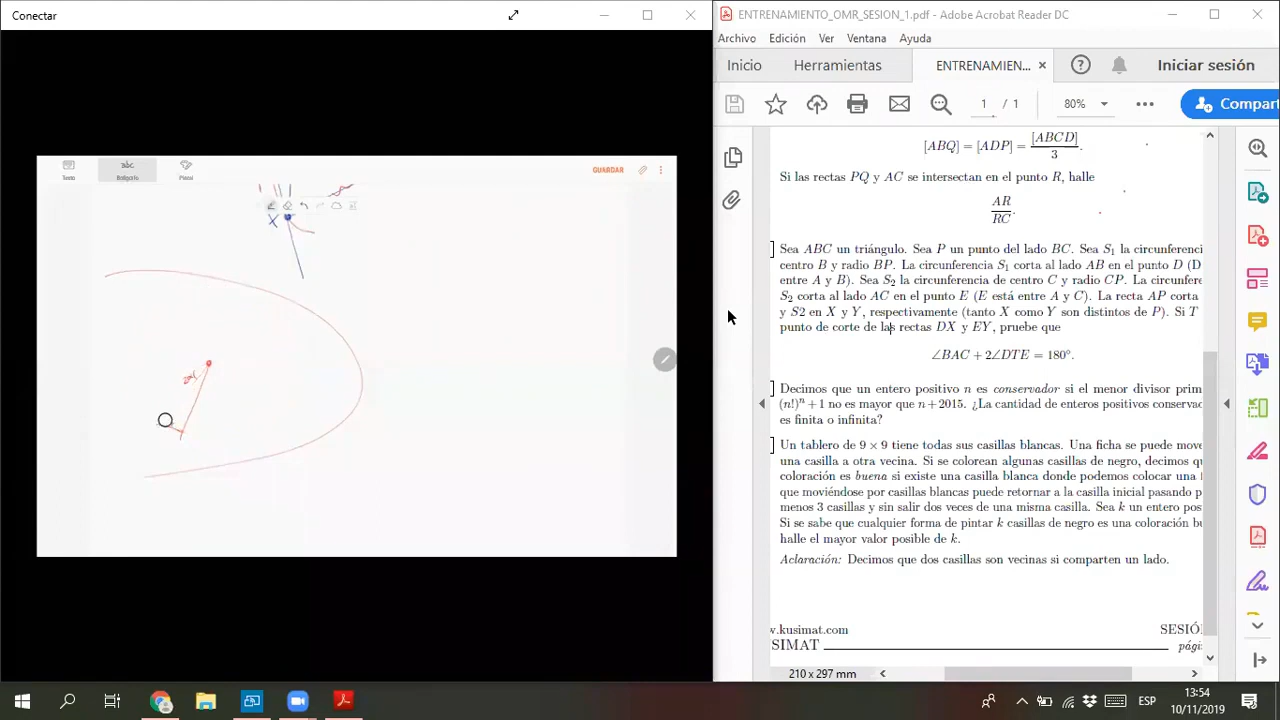 Conectar
ENTRENAMIENTO_OMR_SESION_1.pdf - Adobe Acrobat Reader DC
Archivo Edición Ver Ventana Ayuda
Inicio Herramientas ENTRENAMIEN... × ? Iniciar sesión
1 / 1 80% Compart
Texto abc Bolígrafo Pincel GUARDAR
X
[ABQ] = [ADP] = [ABCD]/3.
Si las rectas PQ y AC se intersectan en el punto R, halle
AR/RC.
Sea ABC un triángulo. Sea P un punto del lado BC. Sea S₁ la circunferenci
centro B y radio BP. La circunferencia S₁ corta al lado AB en el punto D (D
entre A y B). Sea S₂ la circunferencia de centro C y radio CP. La circunfere
S₂ corta al lado AC en el punto E (E está entre A y C). La recta AP corta
y S2 en X y Y, respectivamente (tanto X como Y son distintos de P). Si T
punto de corte de las rectas DX y EY, pruebe que
∠BAC + 2∠DTE = 180°.
Decimos que un entero positivo n es conservador si el menor divisor prim
(n!)ⁿ + 1 no es mayor que n + 2015. ¿La cantidad de enteros positivos conservad
es finita o infinita?
Un tablero de 9 × 9 tiene todas sus casillas blancas. Una ficha se puede move
una casilla a otra vecina. Si se colorean algunas casillas de negro, decimos qu
coloración es buena si existe una casilla blanca donde podemos colocar una
que moviéndose por casillas blancas puede retornar a la casilla inicial pasando p
menos 3 casillas y sin salir dos veces de una misma casilla. Sea k un entero pos
Si se sabe que cualquier forma de pintar k casillas de negro es una coloración bu
halle el mayor valor posible de k.
Aclaración: Decimos que dos casillas son vecinas si comparten un lado.
w.kusimat.com SESIÓ
SIMAT pági
210 x 297 mm
ESP
13:54
10/11/2019